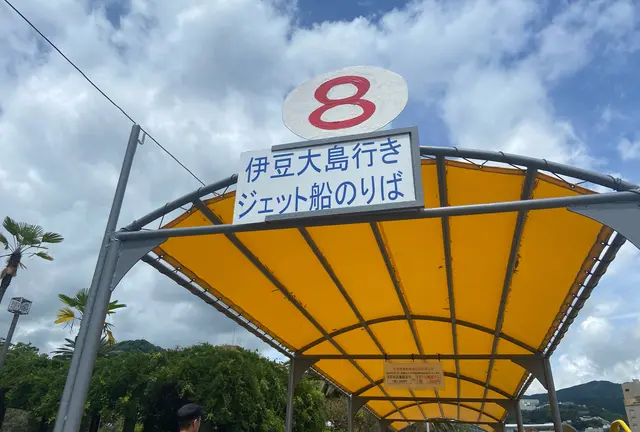 8
伊豆大島行き
ジェット船のりば